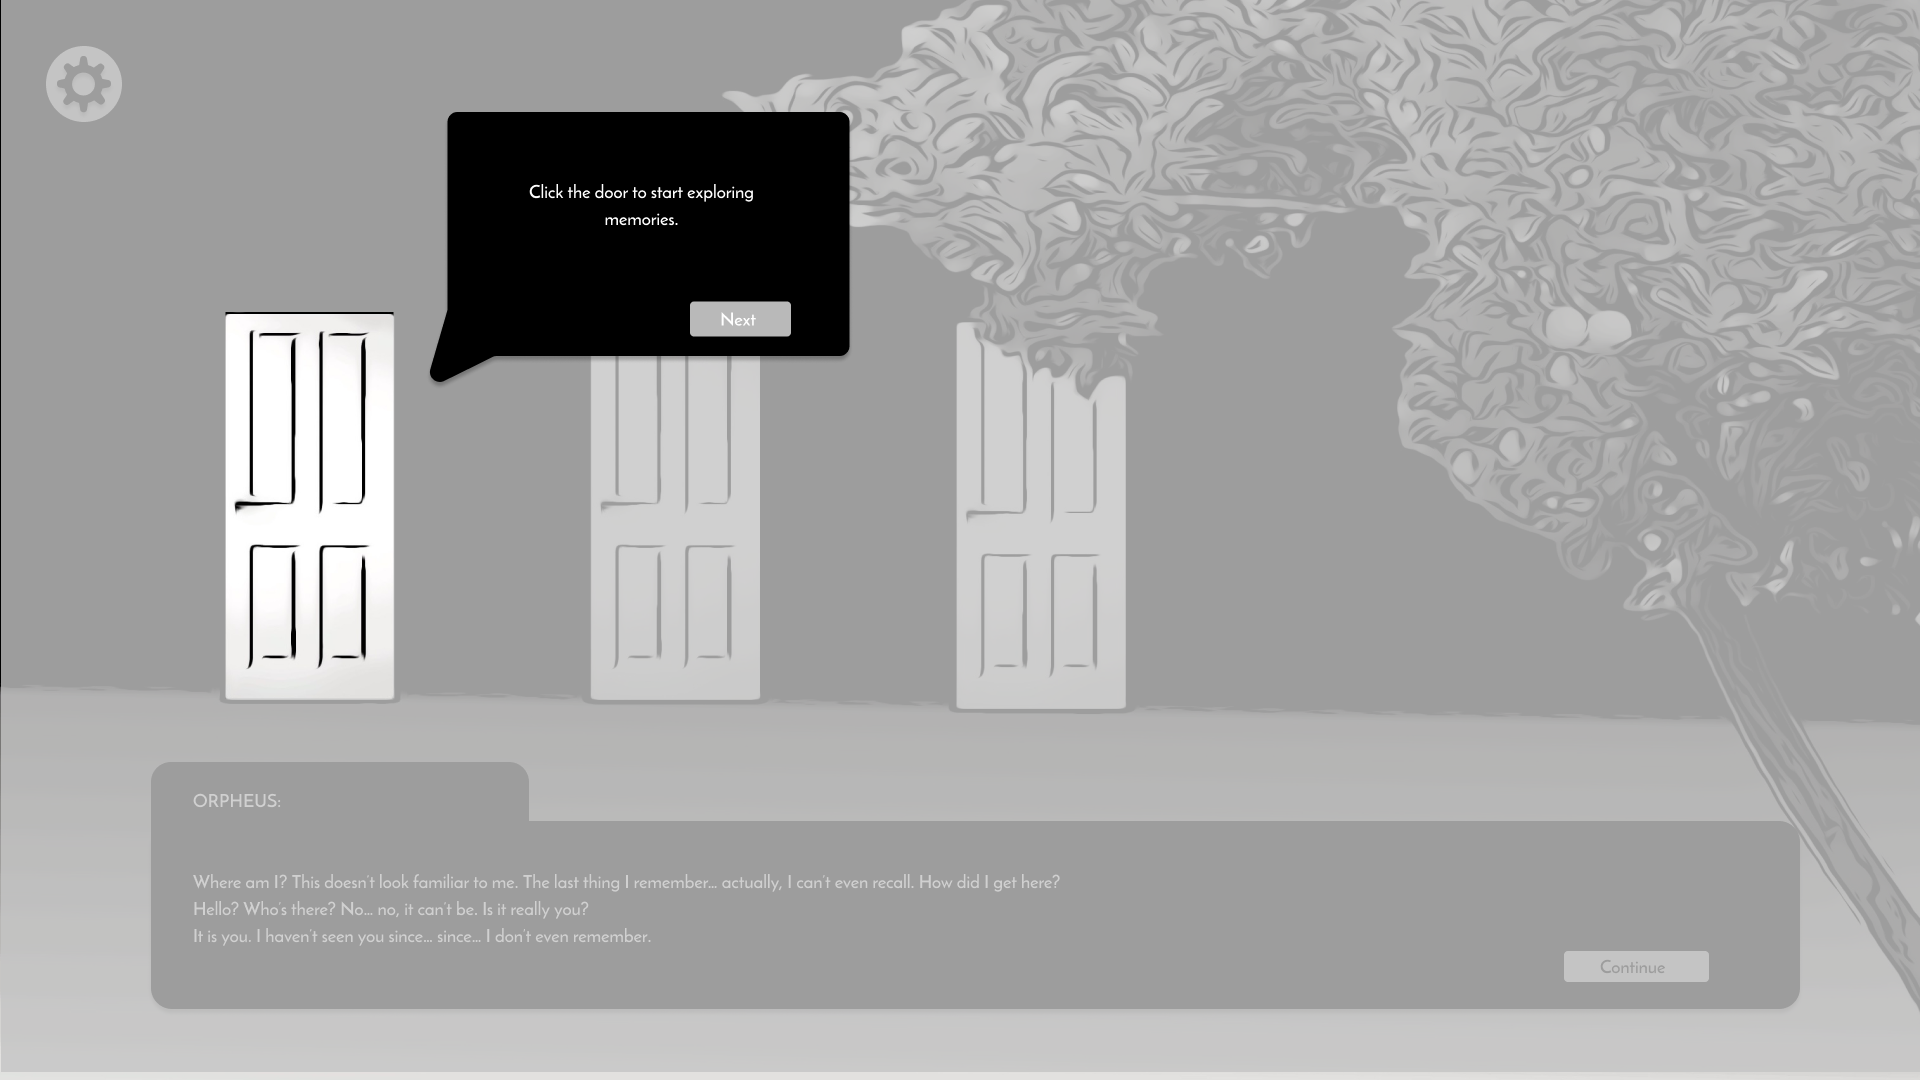 Click the door to start exploring
memories.
Next
ORPHEUS:
Where am I? This doesn't look familiar to me. The last thing I remember... actually, I can't even recall. How did I get here?
Hello? Who's there? No... no, it can't be. Is it really you?
It is you. I haven't seen you since... since... I don't even remember.
Continue